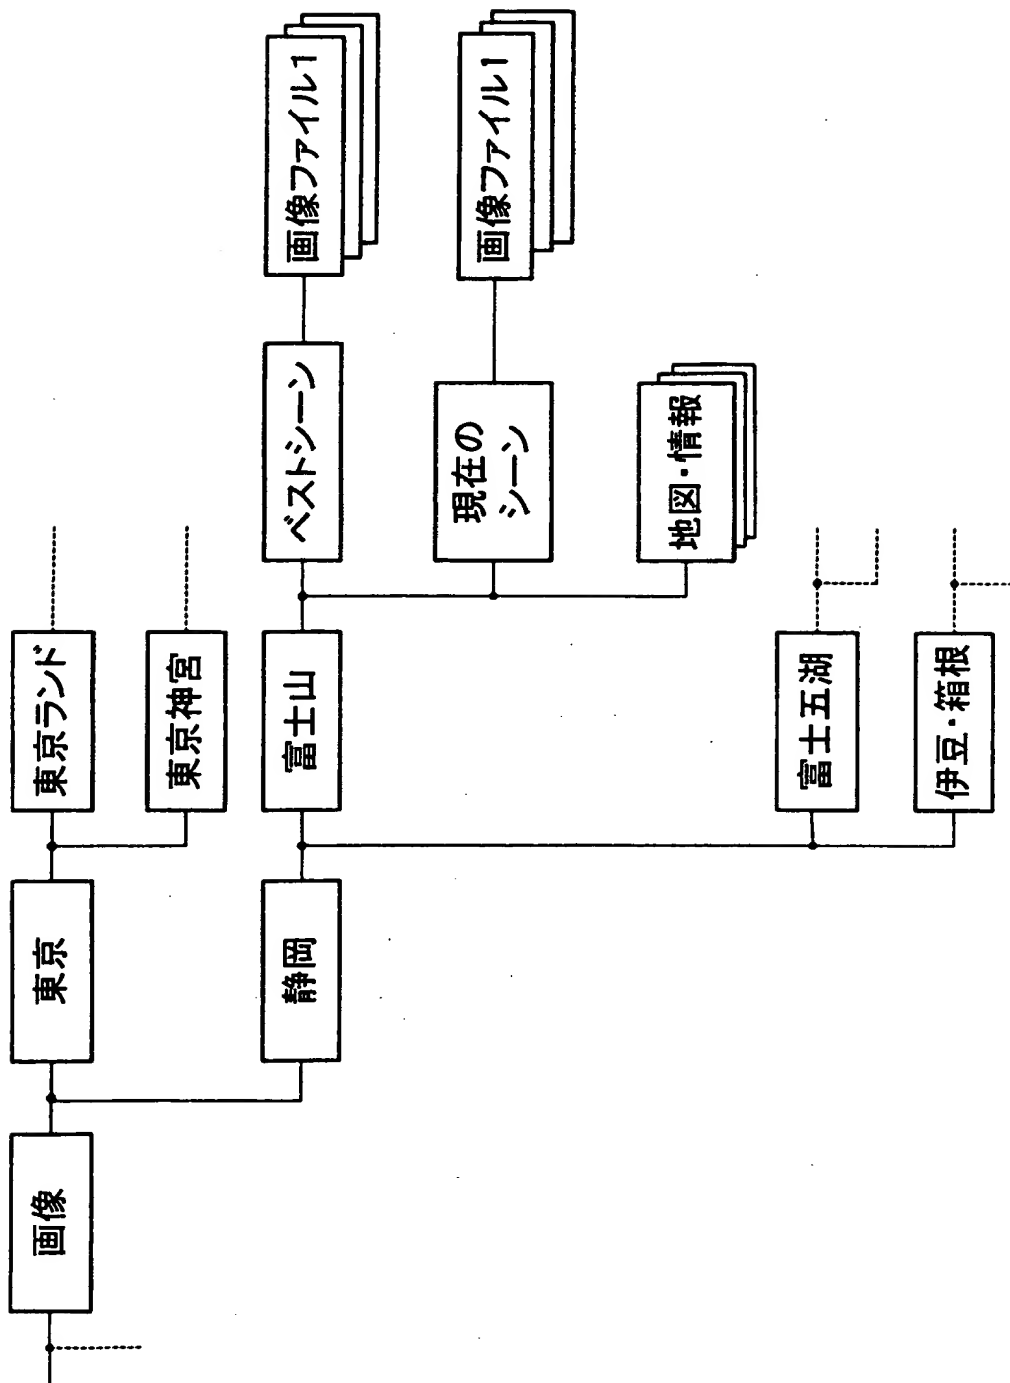 画像
東京
東京ランド
東京神宮
静岡
富士山
ベストシーン
画像ファイル1
現在の
シーン
画像ファイル1
地図・情報
富士五湖
伊豆・箱根